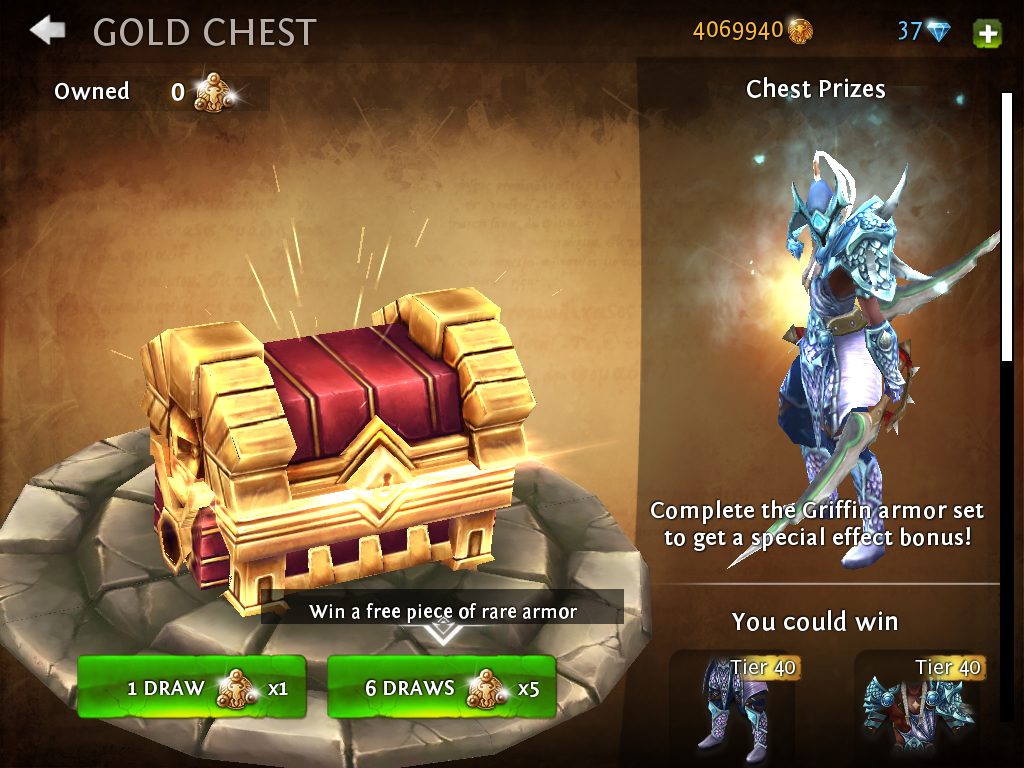 GOLD CHEST
4069940
37
Owned 0
Chest Prizes
Complete the Griffin armor set
to get a special effect bonus!
Win a free piece of rare armor
You could win
1 DRAW x1
6 DRAWS x5
Tier 40
Tier 40